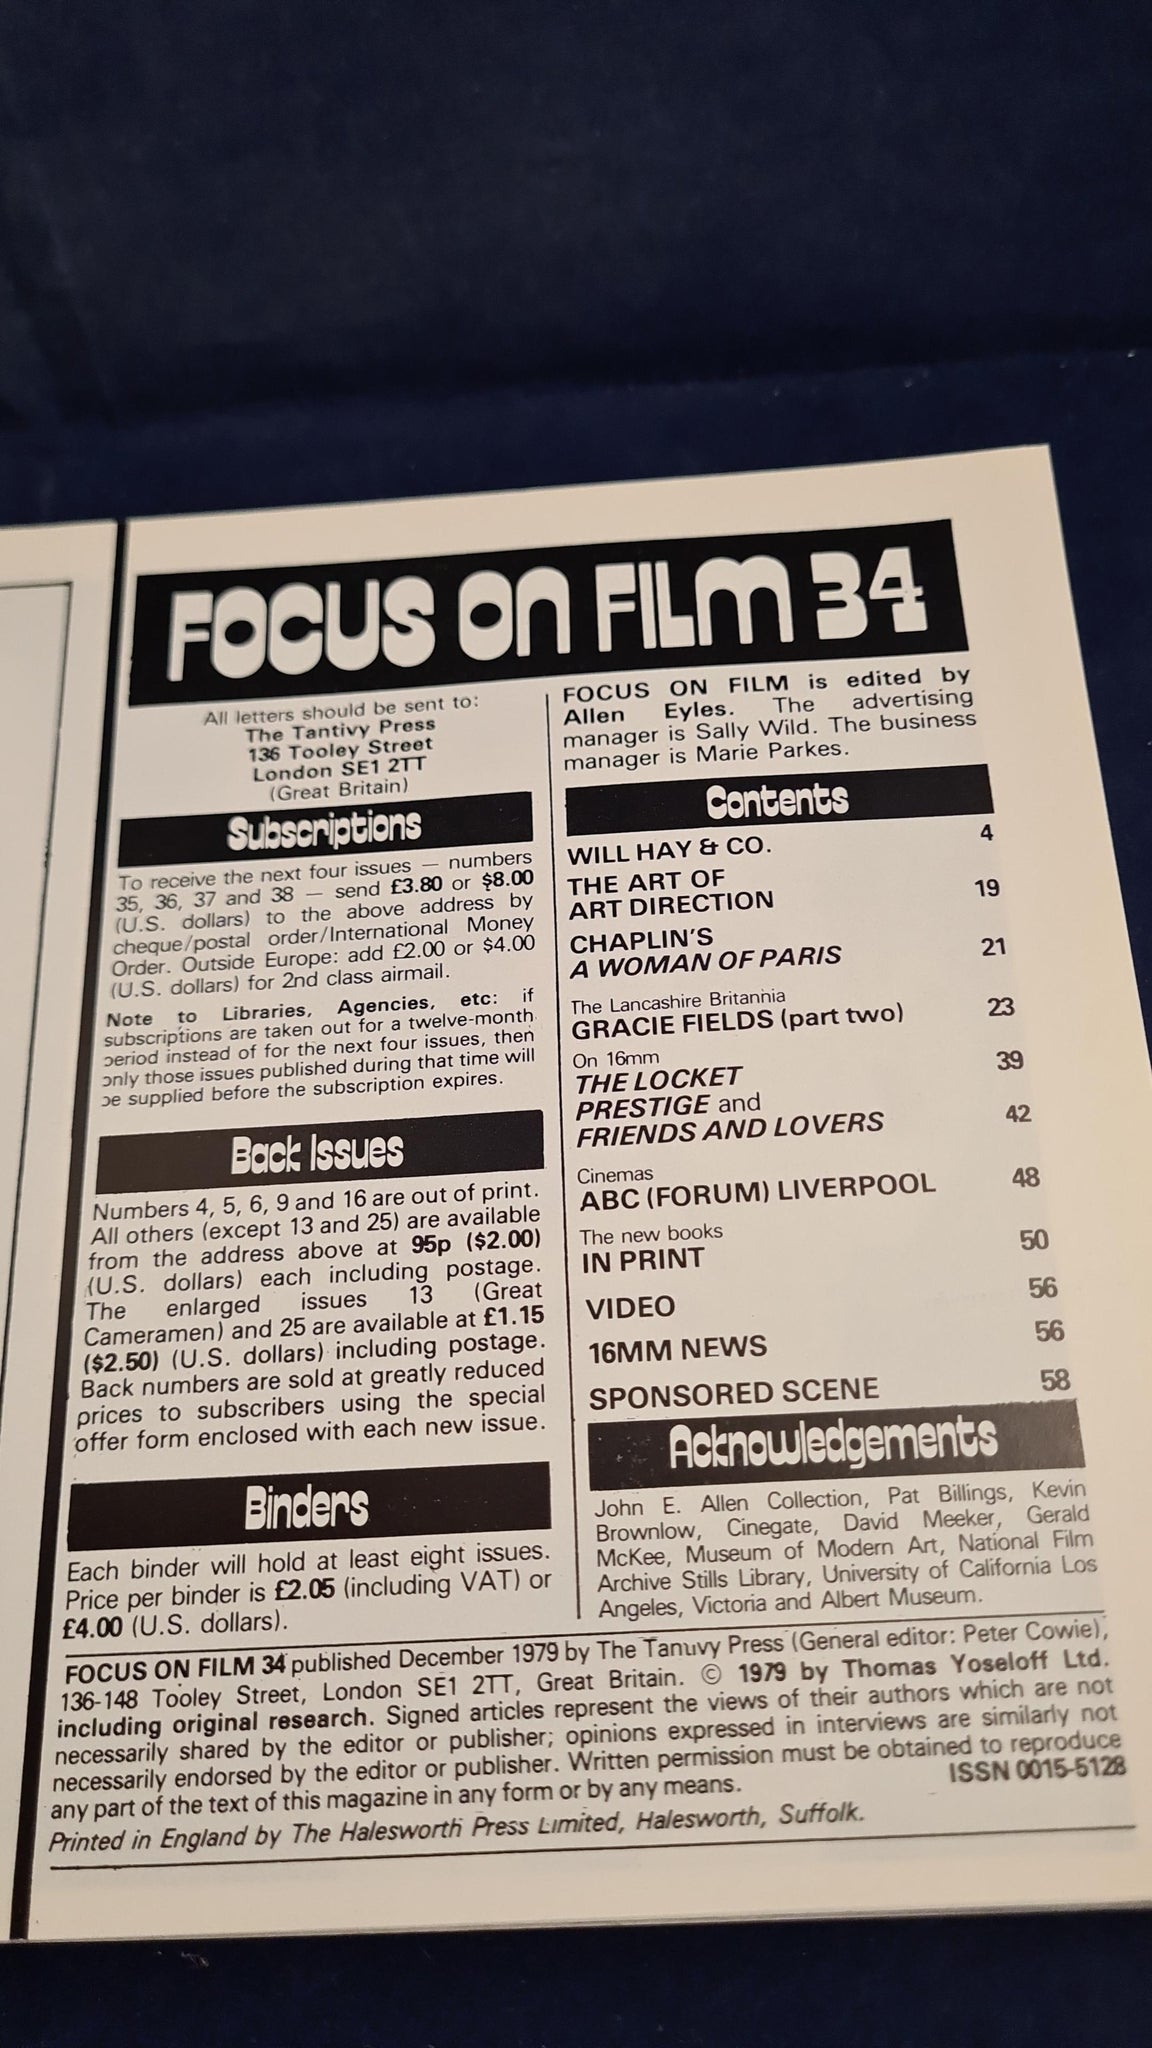 FOCUS ON FILM 34
All letters should be sent to:
The Tantivy Press
136 Tooley Street
London SE1 2TT
(Great Britain)
Subscriptions
To receive the next four issues — numbers
35, 36, 37 and 38 — send £3.80 or $8.00
(U.S. dollars) to the above address by
cheque/postal order/International Money
Order. Outside Europe: add £2.00 or $4.00
(U.S. dollars) for 2nd class airmail.
Note to Libraries, Agencies, etc: if
subscriptions are taken out for a twelve-month
period instead of for the next four issues, then
only those issues published during that time will
be supplied before the subscription expires.
Back Issues
Numbers 4, 5, 6, 9 and 16 are out of print.
All others (except 13 and 25) are available
from the address above at 95p ($2.00)
(U.S. dollars) each including postage.
The enlarged issues 13 (Great
Cameramen) and 25 are available at £1.15
($2.50) (U.S. dollars) including postage.
Back numbers are sold at greatly reduced
prices to subscribers using the special
offer form enclosed with each new issue.
Binders
Each binder will hold at least eight issues.
Price per binder is £2.05 (including VAT) or
£4.00 (U.S. dollars).
FOCUS ON FILM is edited by
Allen Eyles. The advertising
manager is Sally Wild. The business
manager is Marie Parkes.
Contents
WILL HAY & CO. 4
THE ART OF
ART DIRECTION 19
CHAPLIN'S
A WOMAN OF PARIS 21
The Lancashire Britannia
GRACIE FIELDS (part two) 23
On 16mm
THE LOCKET 39
PRESTIGE and
FRIENDS AND LOVERS 42
Cinemas
ABC (FORUM) LIVERPOOL 48
The new books
IN PRINT 50
VIDEO 56
16MM NEWS 56
SPONSORED SCENE 58
Acknowledgements
John E. Allen Collection, Pat Billings, Kevin
Brownlow, Cinegate, David Meeker, Gerald
McKee, Museum of Modern Art, National Film
Archive Stills Library, University of California Los
Angeles, Victoria and Albert Museum.
FOCUS ON FILM 34 published December 1979 by The Tantivy Press (General editor: Peter Cowie),
136-148 Tooley Street, London SE1 2TT, Great Britain. © 1979 by Thomas Yoseloff Ltd.
including original research. Signed articles represent the views of their authors which are not
necessarily shared by the editor or publisher; opinions expressed in interviews are similarly not
necessarily endorsed by the editor or publisher. Written permission must be obtained to reproduce
any part of the text of this magazine in any form or by any means. ISSN 0015-5128
Printed in England by The Halesworth Press Limited, Halesworth, Suffolk.